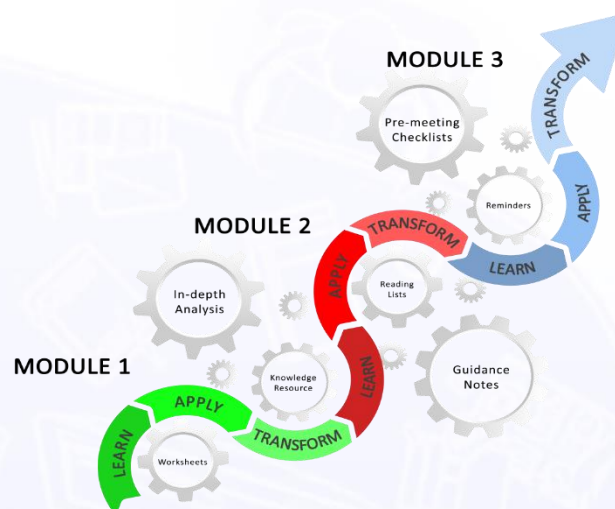 MODULE 3
TRANSFORM
Pre-meeting
Checklists
APPLY
Reminders
LEARN
MODULE 2
TRANSFORM
APPLY
Reading
Lists
In-depth
Analysis
LEARN
Guidance
Notes
Knowledge
Resource
MODULE 1
APPLY
TRANSFORM
LEARN
Worksheets